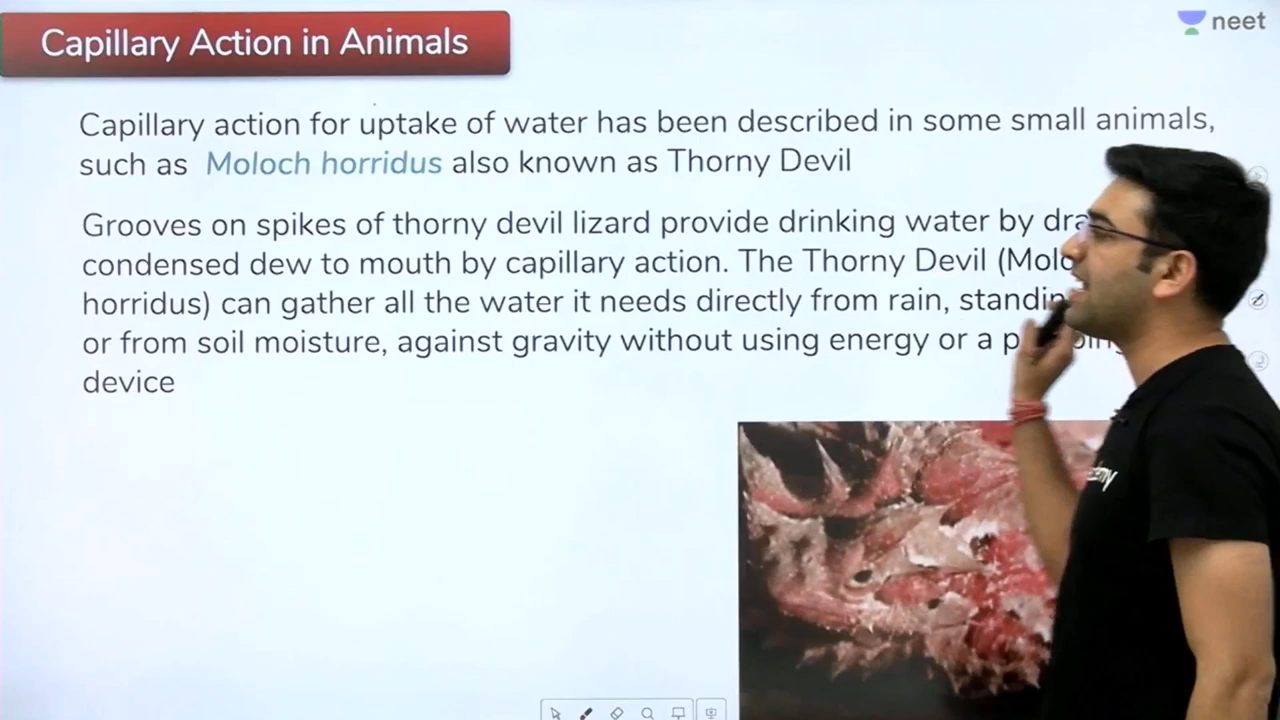 Capillary Action in Animals
neet
Capillary action for uptake of water has been described in some small animals,
such as Moloch horridus also known as Thorny Devil
Grooves on spikes of thorny devil lizard provide drinking water by
condensed dew to mouth by capillary action. The Thorny Devil
horridus) can gather all the water it needs directly from rain,
or from soil moisture, against gravity without using energy or a
device